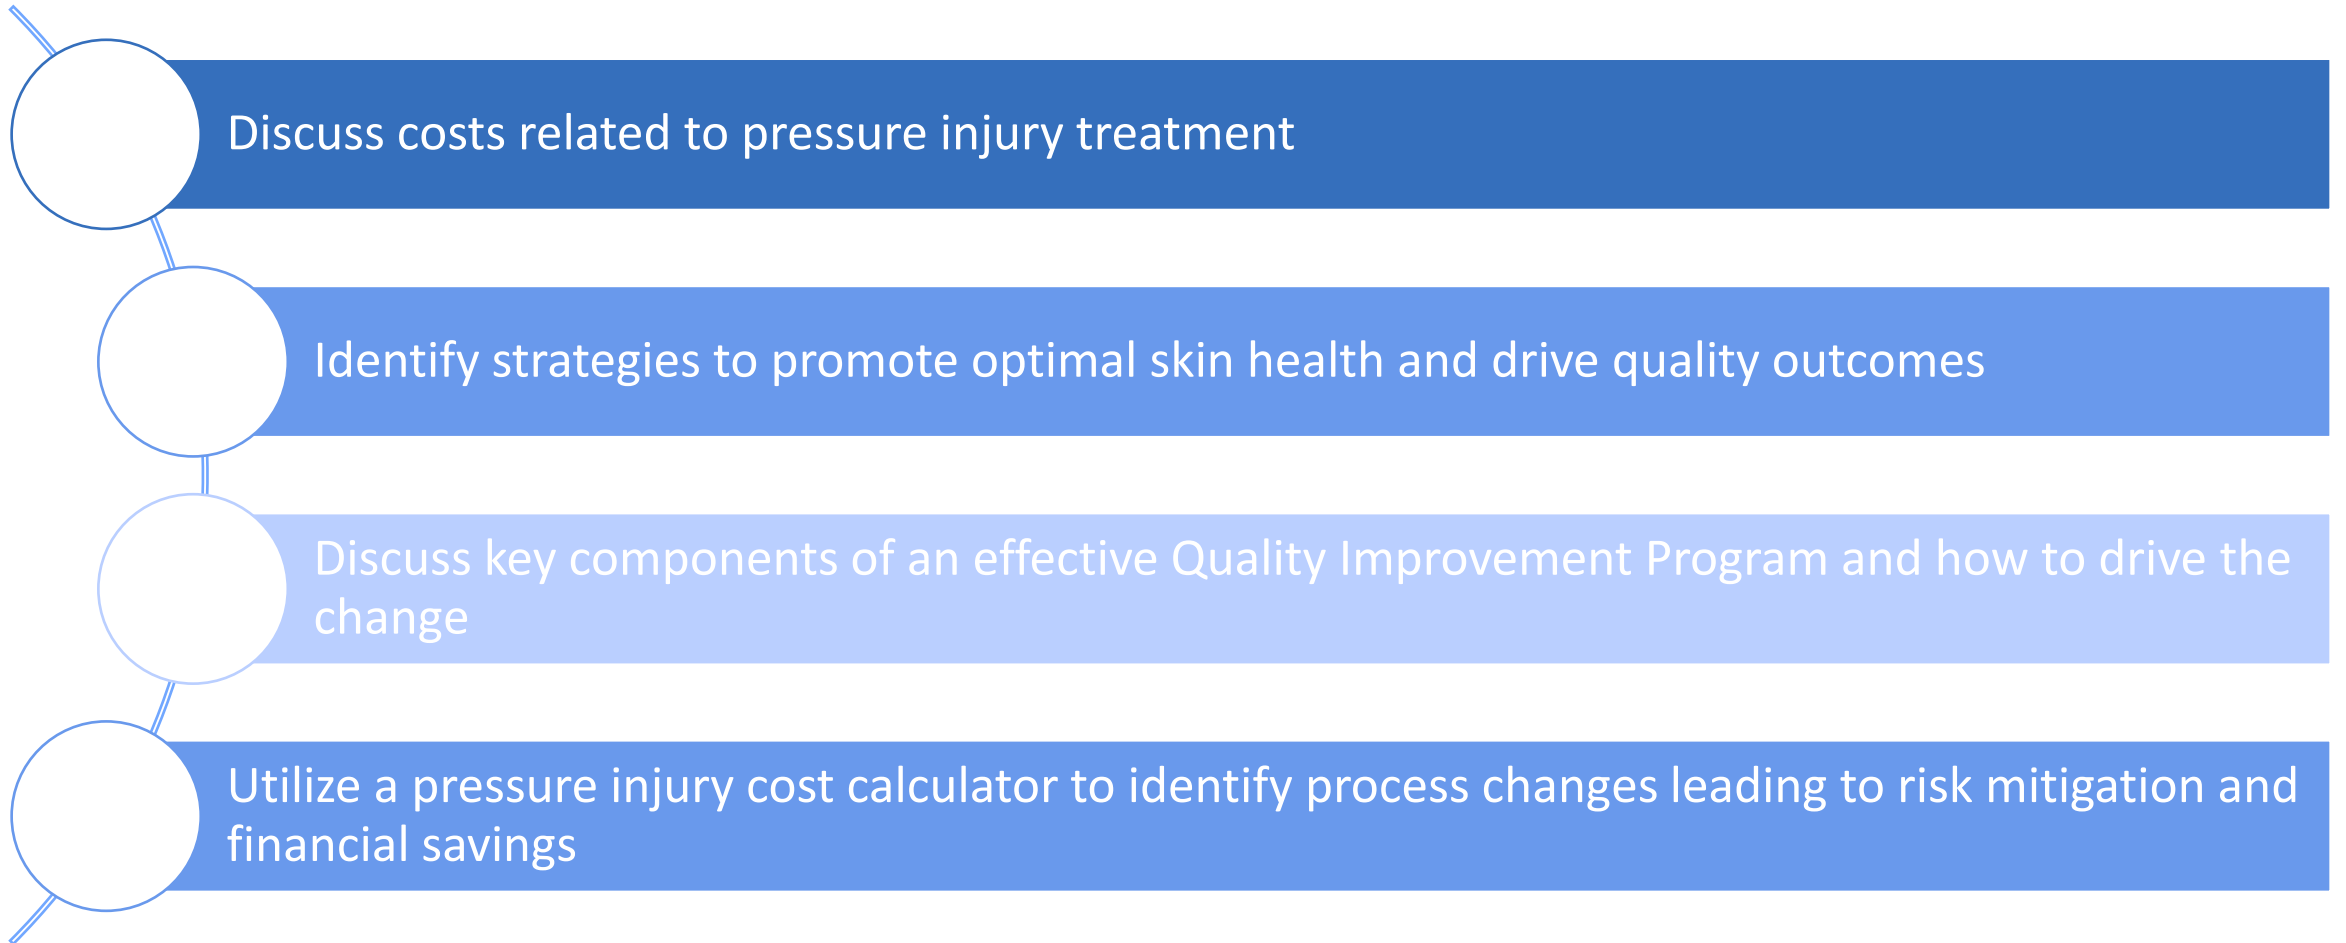 Discuss costs related to pressure injury treatment
Identify strategies to promote optimal skin health and drive quality outcomes
Discuss key components of an effective Quality Improvement Program and how to drive the
change
Utilize a pressure injury cost calculator to identify process changes leading to risk mitigation and
financial savings